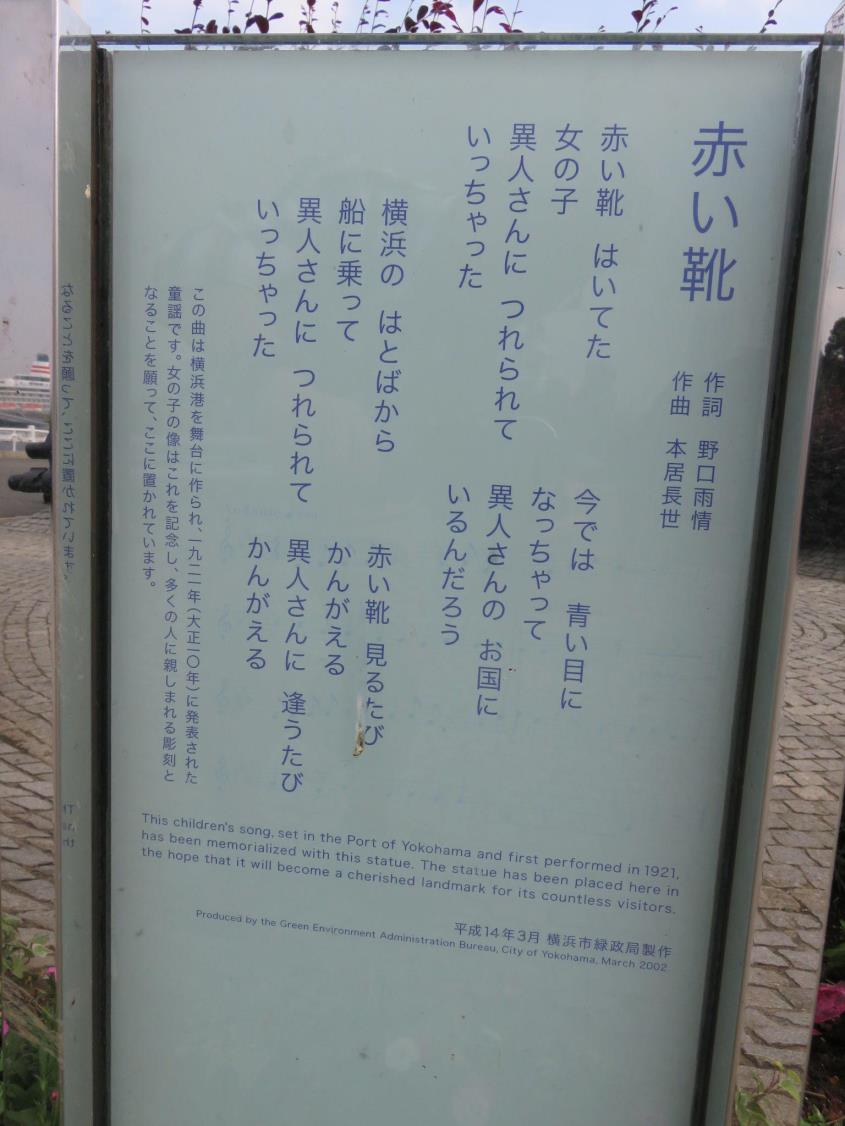 赤い靴
作詞 野口雨情
作曲 本居長世
赤い靴 はいてた
女の子
異人さんに つれられて
いっちゃった
横浜の はとばから
船に乗って
異人さんに つれられて
いっちゃった
今では 青い目に
なっちゃって
異人さんの お国に
いるんだろう
赤い靴 見るたび
かんがえる
異人さんに 逢うたび
かんがえる
この曲は横浜港を舞台に作られ、一九二一年(大正一〇年)に発表された
童謡です。女の子の像はこれを記念し、多くの人に親しまれる彫刻と
なることを願って、ここに置かれています。
This children's song, set in the Port of Yokohama and first performed in 1921,
has been memorialized with this statue. The statue has been placed here in
the hope that it will become a cherished landmark for its countless visitors.
平成14年3月 横浜市緑政局製作
Produced by the Green Environment Administration Bureau, City of Yokohama, March 2002